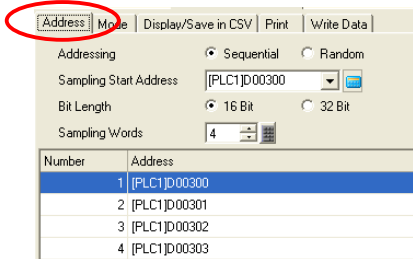 Address Mode Display/Save in CSV Print Write Data
Addressing Sequential Random
Sampling Start Address [PLC1]D00300
Bit Length 16 Bit 32 Bit
Sampling Words 4
Number Address
1 [PLC1]D00300
2 [PLC1]D00301
3 [PLC1]D00302
4 [PLC1]D00303